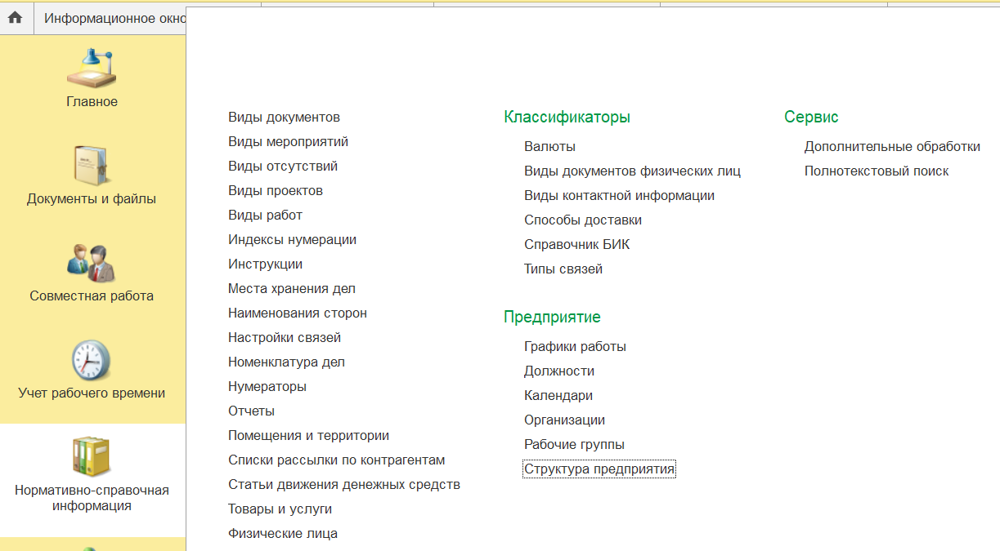 Информационное окно
Главное
Документы и файлы
Совместная работа
Учет рабочего времени
Нормативно-справочная
информация
Виды документов
Виды мероприятий
Виды отсутствий
Виды проектов
Виды работ
Индексы нумерации
Инструкции
Места хранения дел
Наименования сторон
Настройки связей
Номенклатура дел
Нумераторы
Отчеты
Помещения и территории
Списки рассылки по контрагентам
Статьи движения денежных средств
Товары и услуги
Физические лица
Классификаторы
Валюты
Виды документов физических лиц
Виды контактной информации
Способы доставки
Справочник БИК
Типы связей
Предприятие
Графики работы
Должности
Календари
Организации
Рабочие группы
Структура предприятия
Сервис
Дополнительные обработки
Полнотекстовый поиск